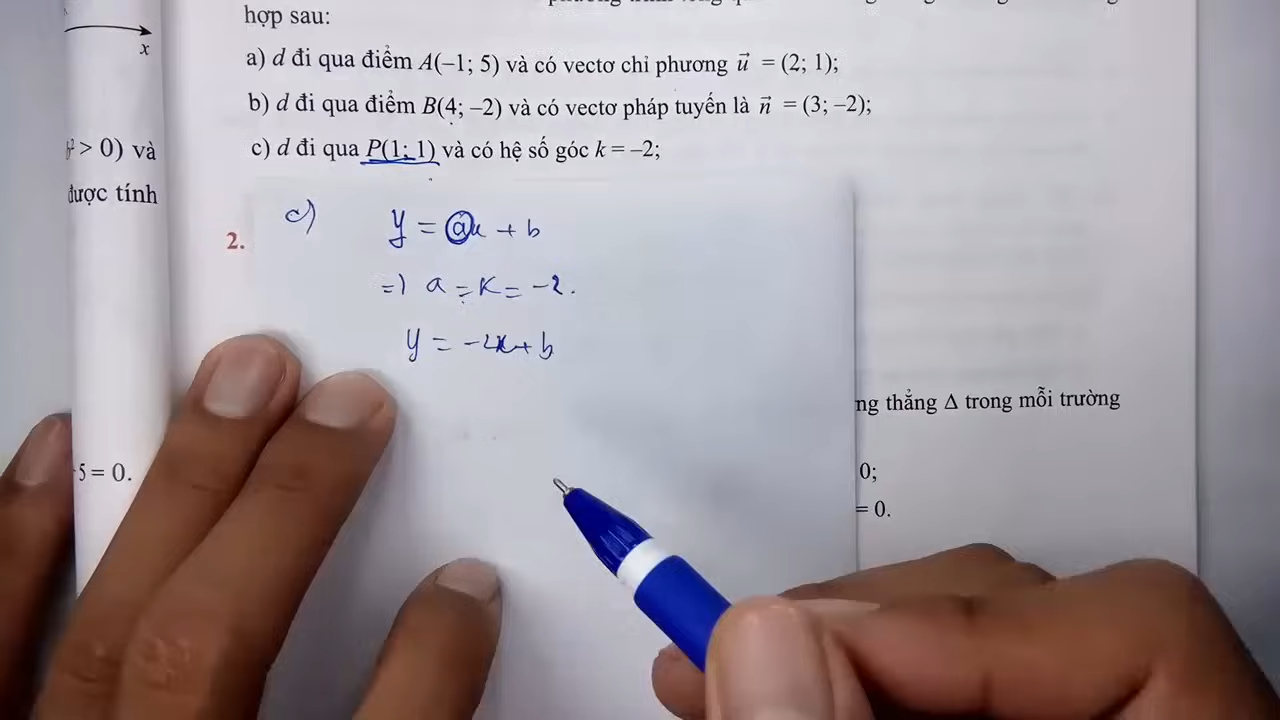 hợp sau:
x
a) d đi qua điểm A(–1; 5) và có vectơ chỉ phương u⃗ = (2; 1);
b) d đi qua điểm B(4; –2) và có vectơ pháp tuyến là n⃗ = (3; –2);
c) d đi qua P(1; 1) và có hệ số góc k = –2;
> 0) và
được tính
2.
c) y = ax + b
=) a = K = -2.
y = -2x + b
ng thẳng Δ trong mỗi trường
5 = 0.
0;
= 0.